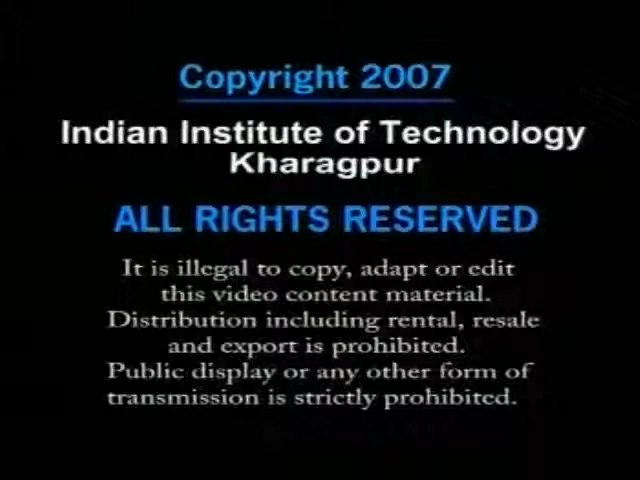 Copyright 2007
Indian Institute of Technology
Kharagpur
ALL RIGHTS RESERVED
It is illegal to copy, adapt or edit
this video content material.
Distribution including rental, resale
and export is prohibited.
Public display or any other form of
transmission is strictly prohibited.